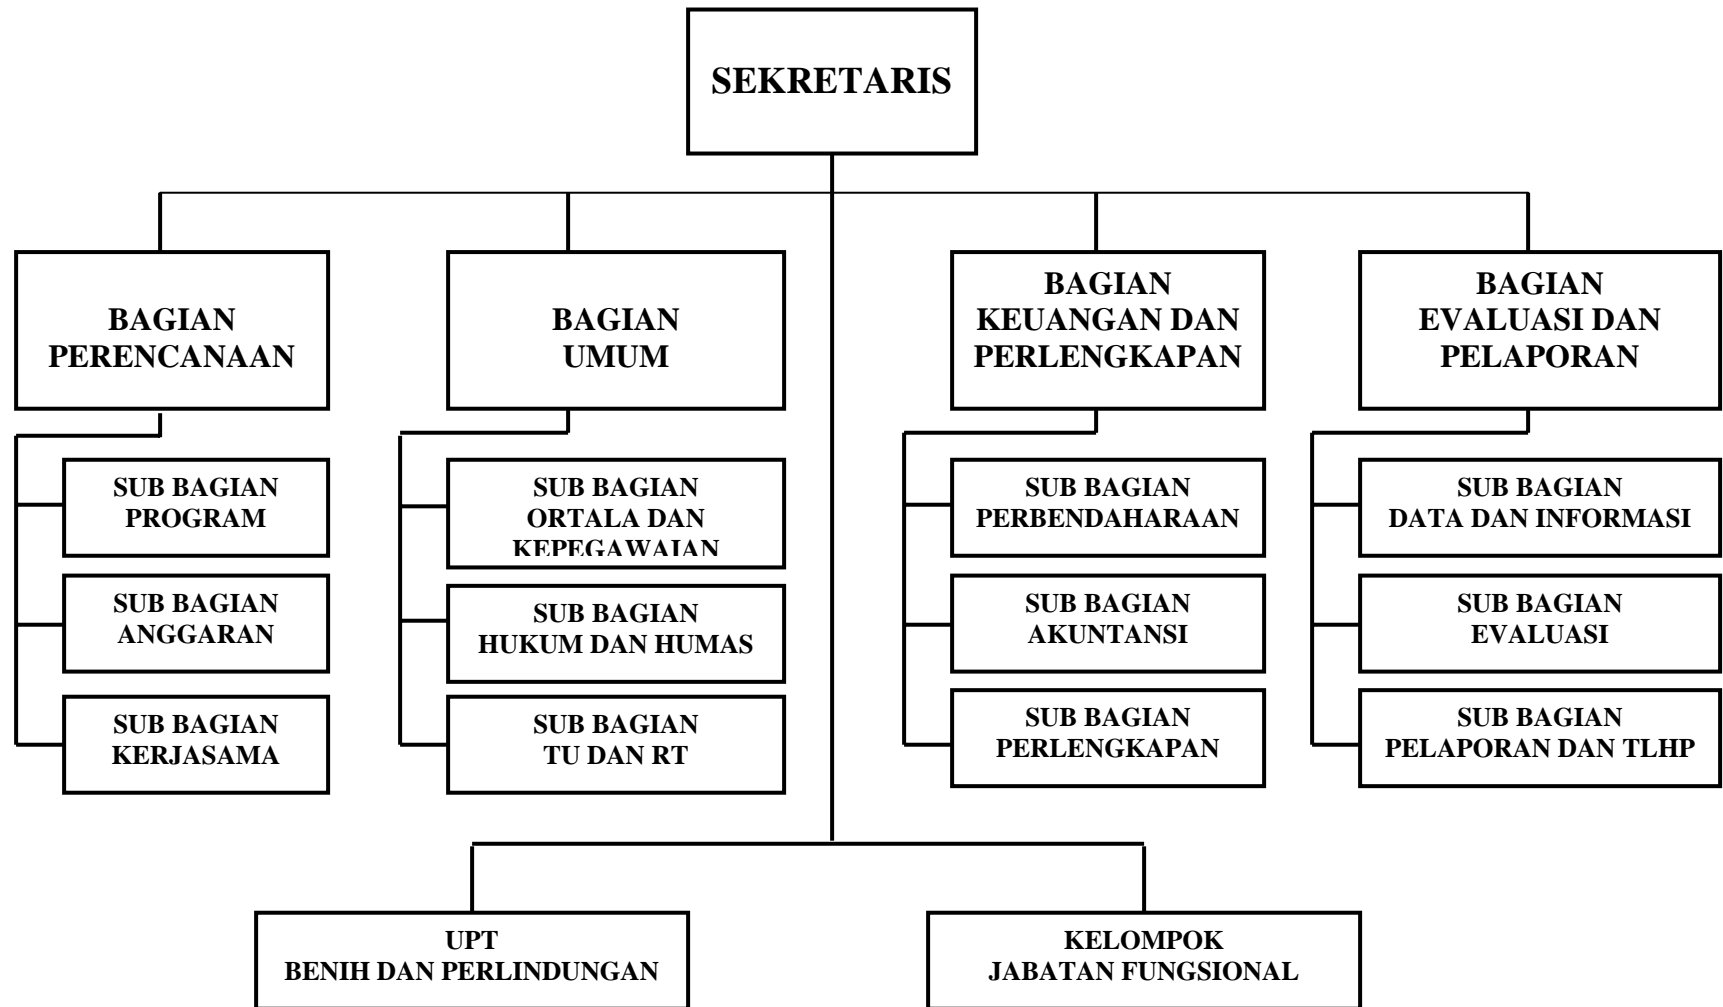 SEKRETARIS
BAGIAN
PERENCANAAN
BAGIAN
UMUM
BAGIAN
KEUANGAN DAN
PERLENGKAPAN
BAGIAN
EVALUASI DAN
PELAPORAN
SUB BAGIAN
PROGRAM
SUB BAGIAN
ANGGARAN
SUB BAGIAN
KERJASAMA
SUB BAGIAN
ORTALA DAN
KEPEGAWAIAN
SUB BAGIAN
HUKUM DAN HUMAS
SUB BAGIAN
TU DAN RT
SUB BAGIAN
PERBENDAHARAAN
SUB BAGIAN
AKUNTANSI
SUB BAGIAN
PERLENGKAPAN
SUB BAGIAN
DATA DAN INFORMASI
SUB BAGIAN
EVALUASI
SUB BAGIAN
PELAPORAN DAN TLHP
UPT
BENIH DAN PERLINDUNGAN
KELOMPOK
JABATAN FUNGSIONAL